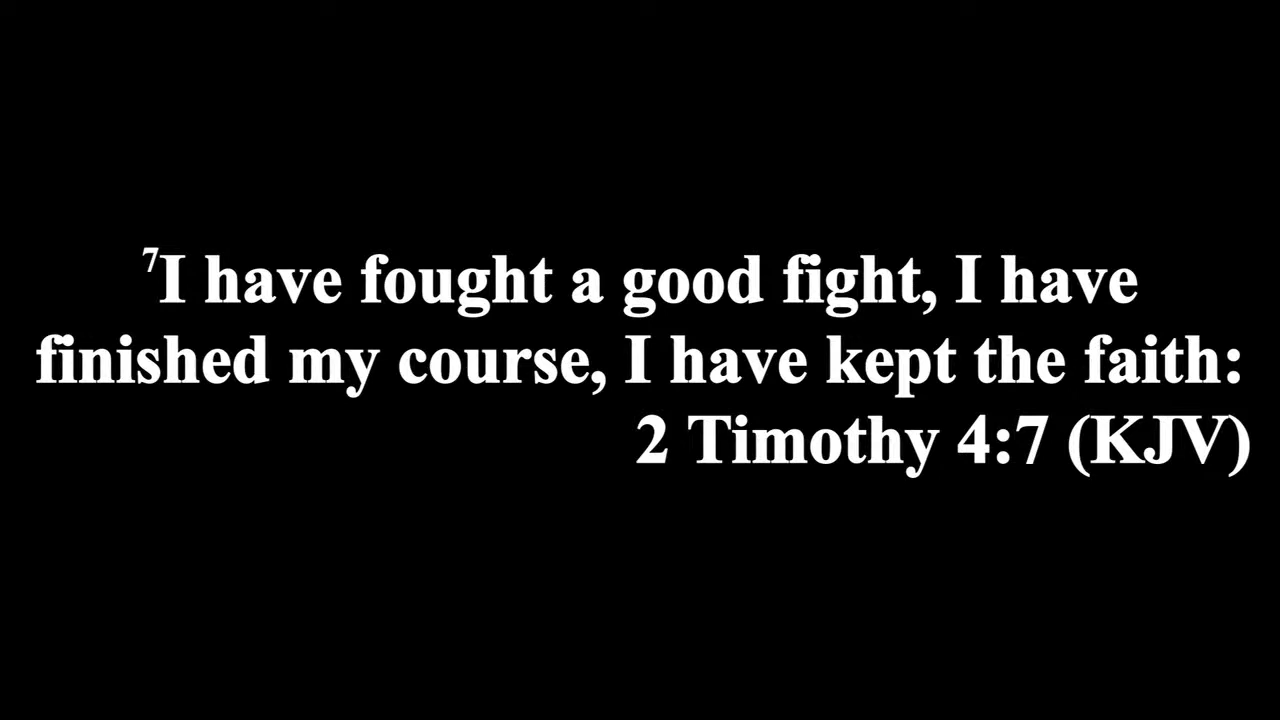 ⁷I have fought a good fight, I have
finished my course, I have kept the faith:
2 Timothy 4:7 (KJV)